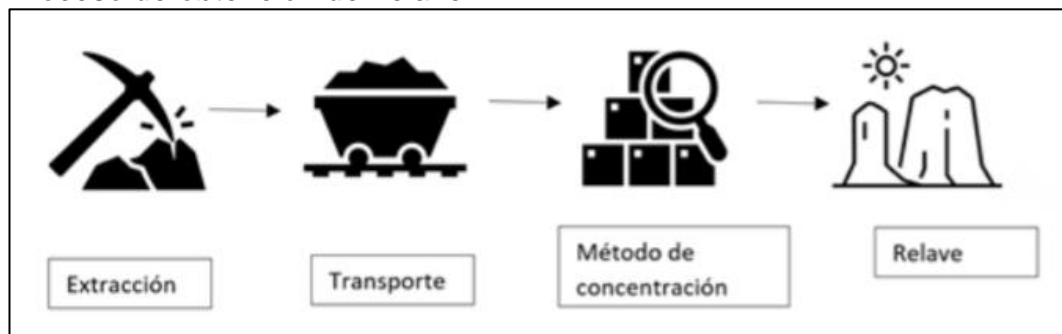 Extracción
Transporte
Método de
concentración
Relave